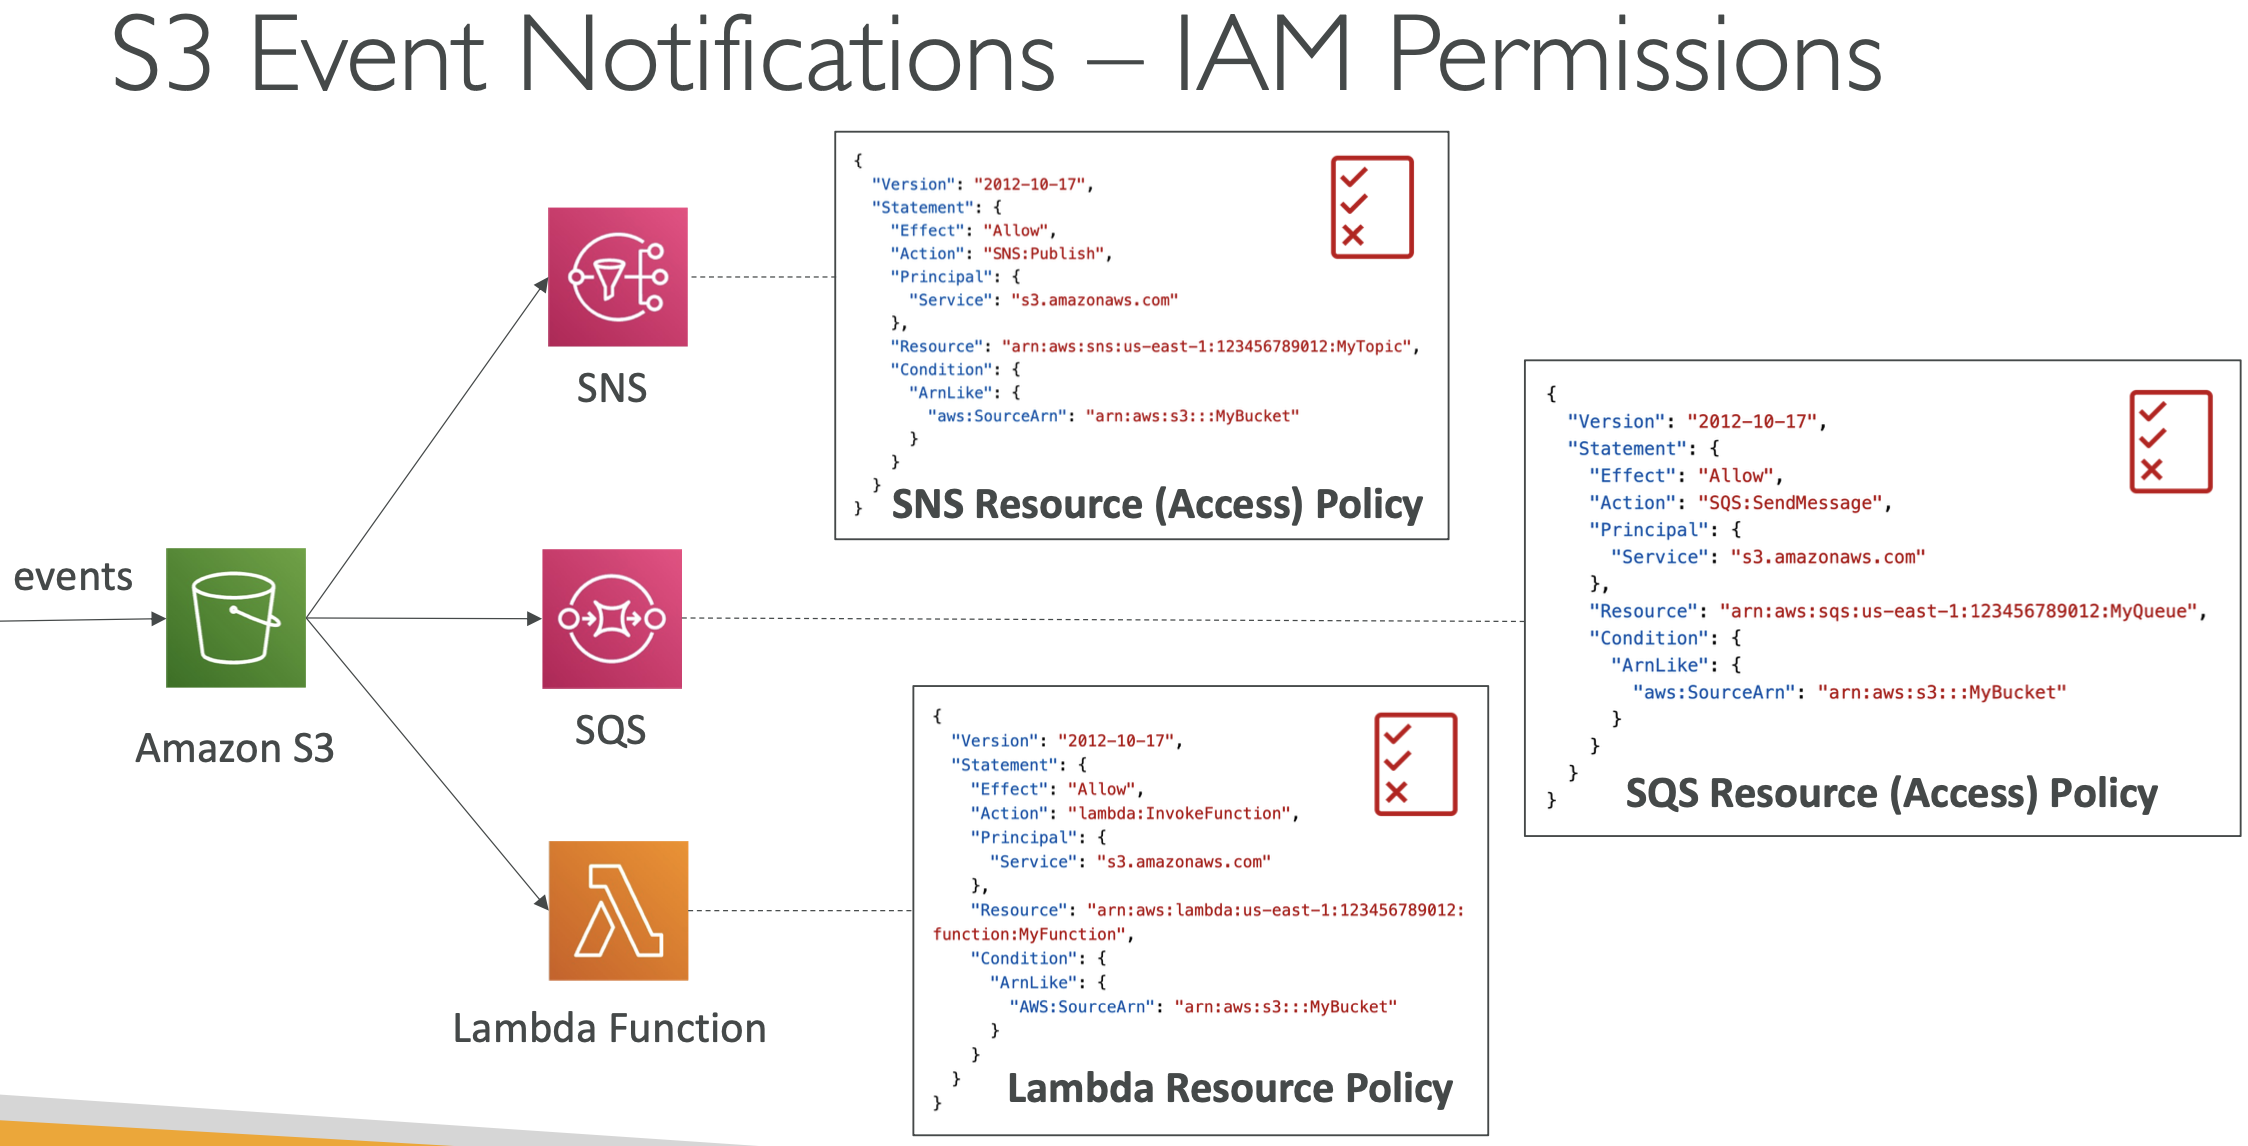 S3 Event Notifications – IAM Permissions
events
Amazon S3
SNS
SQS
Lambda Function
{
"Version": "2012-10-17",
"Statement": {
"Effect": "Allow",
"Action": "SNS:Publish",
"Principal": {
"Service": "s3.amazonaws.com"
},
"Resource": "arn:aws:sns:us-east-1:123456789012:MyTopic",
"Condition": {
"ArnLike": {
"aws:SourceArn": "arn:aws:s3:::MyBucket"
}
}
}
}
SNS Resource (Access) Policy
{
"Version": "2012-10-17",
"Statement": {
"Effect": "Allow",
"Action": "SQS:SendMessage",
"Principal": {
"Service": "s3.amazonaws.com"
},
"Resource": "arn:aws:sqs:us-east-1:123456789012:MyQueue",
"Condition": {
"ArnLike": {
"aws:SourceArn": "arn:aws:s3:::MyBucket"
}
}
}
}
SQS Resource (Access) Policy
{
"Version": "2012-10-17",
"Statement": {
"Effect": "Allow",
"Action": "lambda:InvokeFunction",
"Principal": {
"Service": "s3.amazonaws.com"
},
"Resource": "arn:aws:lambda:us-east-1:123456789012:
function:MyFunction",
"Condition": {
"ArnLike": {
"AWS:SourceArn": "arn:aws:s3:::MyBucket"
}
}
}
}
Lambda Resource Policy